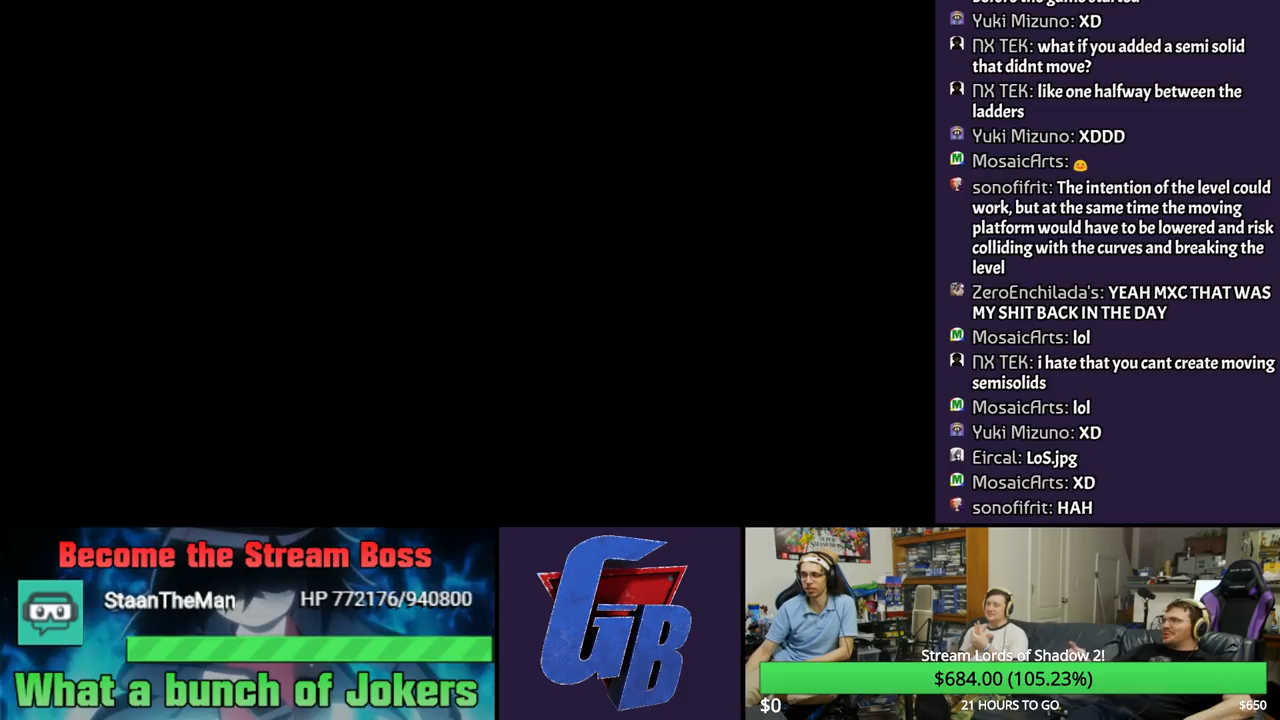 Yuki Mizuno: XD
NX TEK: what if you added a semi solid
that didnt move?
NX TEK: like one halfway between the
ladders
Yuki Mizuno: XDDD
MosaicArts:
sonofifrit: The intention of the level could
work, but at the same time the moving
platform would have to be lowered and risk
colliding with the curves and breaking the
level
ZeroEnchilada's: YEAH MXC THAT WAS
MY SHIT BACK IN THE DAY
MosaicArts: lol
NX TEK: i hate that you cant create moving
semisolids
MosaicArts: lol
Yuki Mizuno: XD
Eircal: LoS.jpg
MosaicArts: XD
sonofifrit: HAH
Become the Stream Boss
StaanTheMan HP 772176/940800
What a bunch of Jokers
GB
Stream Lords of Shadow 2!
$684.00 (105.23%)
$0 21 HOURS TO GO $650